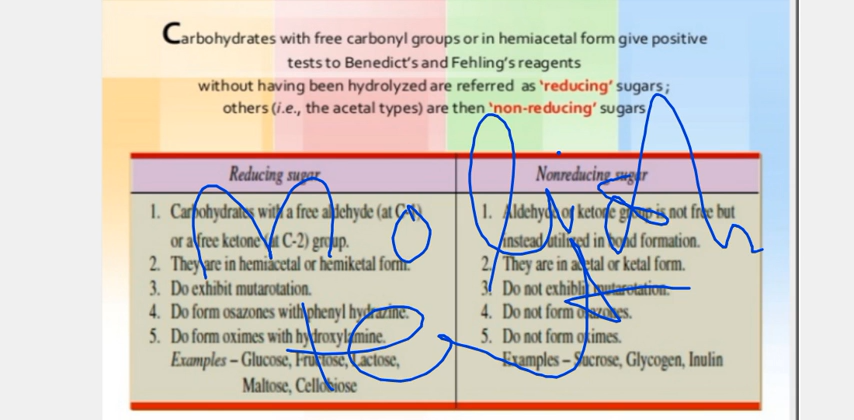 Carbohydrates with free carbonyl groups or in hemiacetal form give positive
tests to Benedict's and Fehling's reagents
without having been hydrolyzed are referred as 'reducing' sugars;
others (i.e., the acetal types) are then 'non-reducing' sugars
Reducing sugar
1. Carbohydrates with a free aldehyde (at C-1)
or a free ketone (at C-2) group.
2. They are in hemiacetal or hemiketal form.
3. Do exhibit mutarotation.
4. Do form osazones with phenyl hydrazine.
5. Do form oximes with hydroxylamine.
Examples – Glucose, Fructose, Lactose,
Maltose, Cellobiose
Nonreducing sugar
1. Aldehyde or ketone group is not free but
instead utilized in bond formation.
2. They are in acetal or ketal form.
3. Do not exhibit mutarotation.
4. Do not form osazones.
5. Do not form oximes.
Examples – Sucrose, Glycogen, Inulin